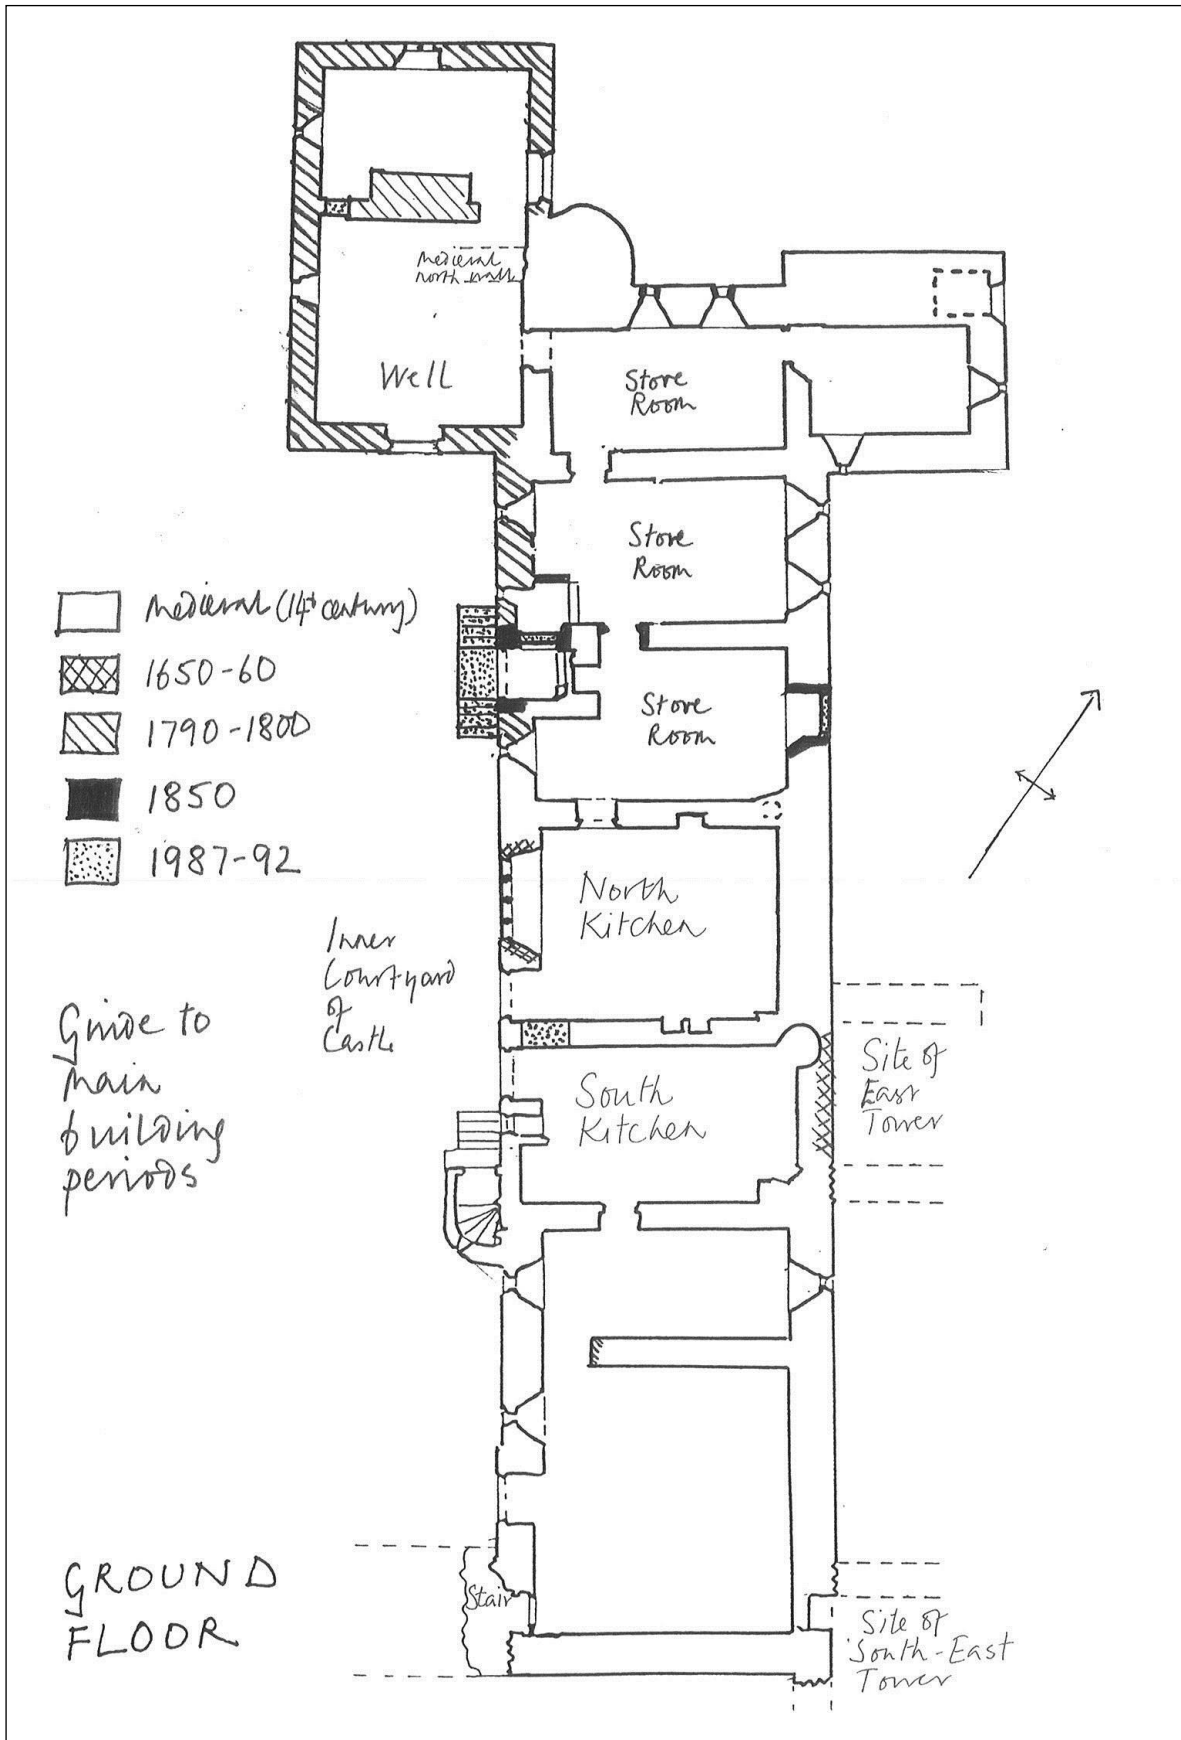 medieval
north wall
Well
Store
Room
Store
Room
Store
Room
Medieval (14th century)
1650-60
1790-1800
1850
1987-92
North
Kitchen
Inner
Courtyard
of
Castle
Guide to
main
building
periods
South
Kitchen
Site of
East
Tower
GROUND
FLOOR
Stair
Site of
South-East
Tower